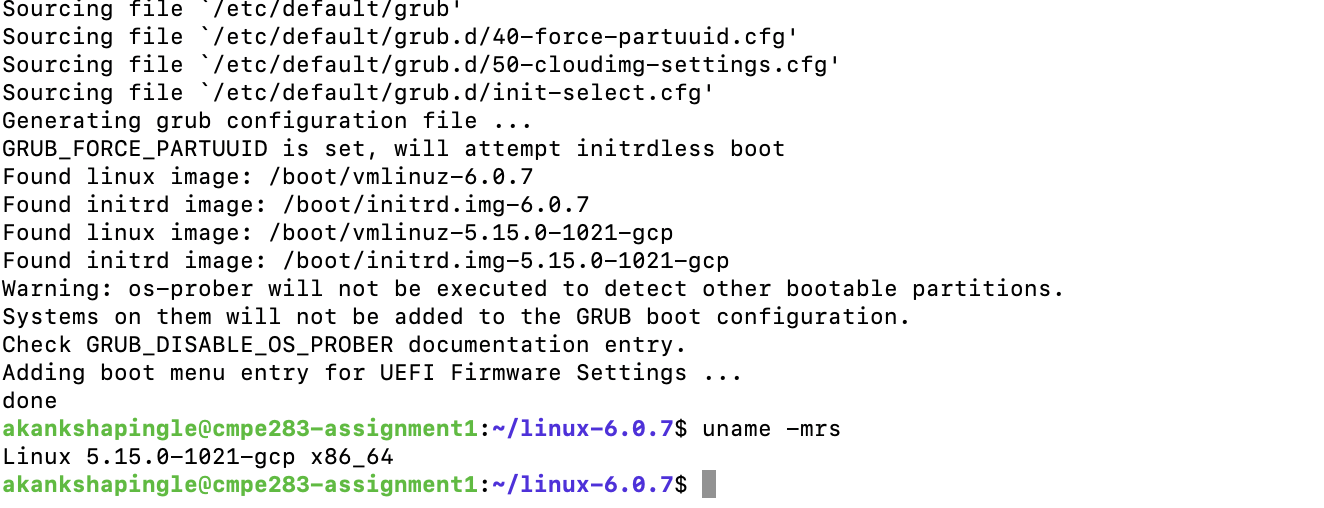 Sourcing file `/etc/default/grub'
Sourcing file `/etc/default/grub.d/40-force-partuuid.cfg'
Sourcing file `/etc/default/grub.d/50-cloudimg-settings.cfg'
Sourcing file `/etc/default/grub.d/init-select.cfg'
Generating grub configuration file ...
GRUB_FORCE_PARTUUID is set, will attempt initrdless boot
Found linux image: /boot/vmlinuz-6.0.7
Found initrd image: /boot/initrd.img-6.0.7
Found linux image: /boot/vmlinuz-5.15.0-1021-gcp
Found initrd image: /boot/initrd.img-5.15.0-1021-gcp
Warning: os-prober will not be executed to detect other bootable partitions.
Systems on them will not be added to the GRUB boot configuration.
Check GRUB_DISABLE_OS_PROBER documentation entry.
Adding boot menu entry for UEFI Firmware Settings ...
done
akankshapingle@cmpe283-assignment1:~/linux-6.0.7$ uname -mrs
Linux 5.15.0-1021-gcp x86_64
akankshapingle@cmpe283-assignment1:~/linux-6.0.7$